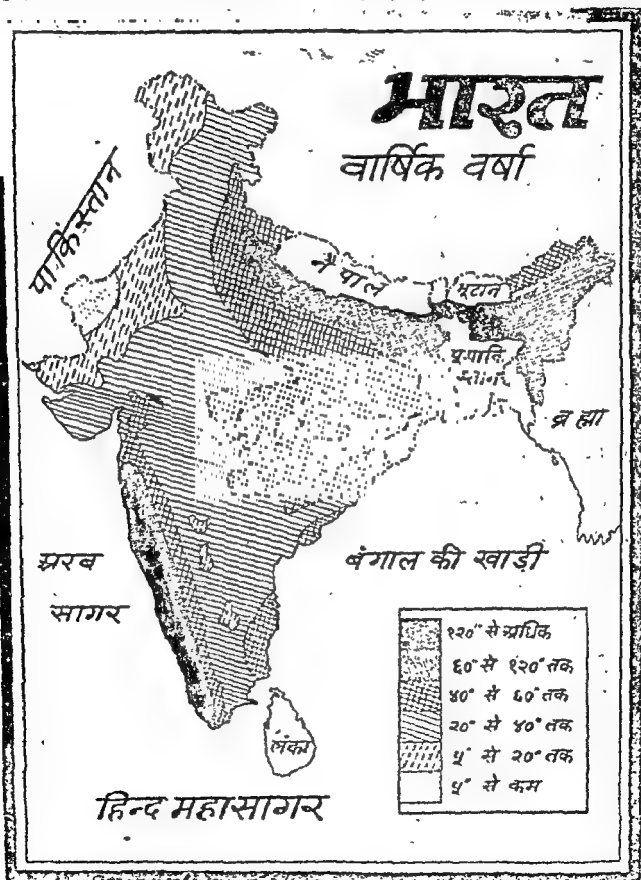 भारत
वार्षिक वर्षा
पाकिस्तान
नेपाल
भूटान
ब्रह्मा
अरब
सागर
बंगाल की खाड़ी
१२०" से अधिक
६०" से १२०" तक
४०" से ६०" तक
२०" से ४०" तक
५" से २०" तक
५" से कम
लंका
हिन्द महासागर